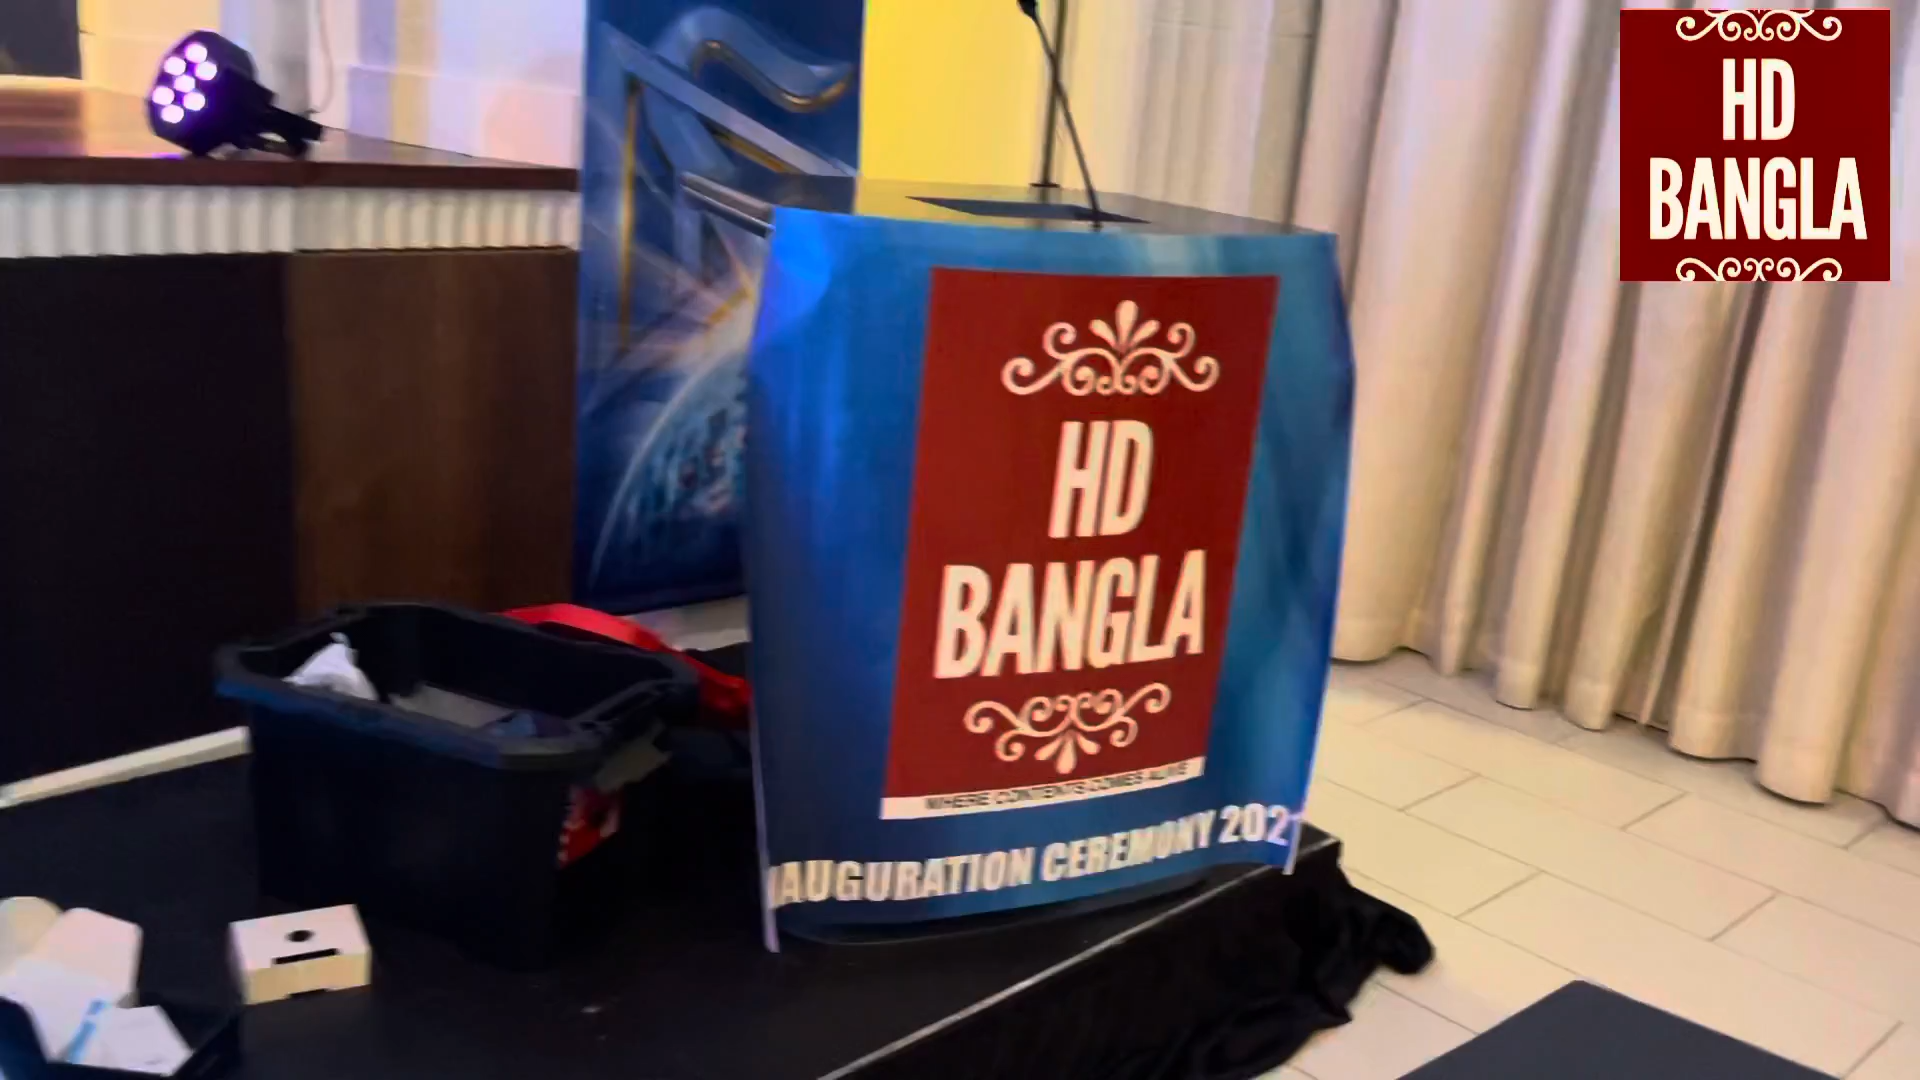 HD
BANGLA
HD
BANGLA
WHERE CONTENTS COMES ALIVE
AUGURATION CEREMONY 202